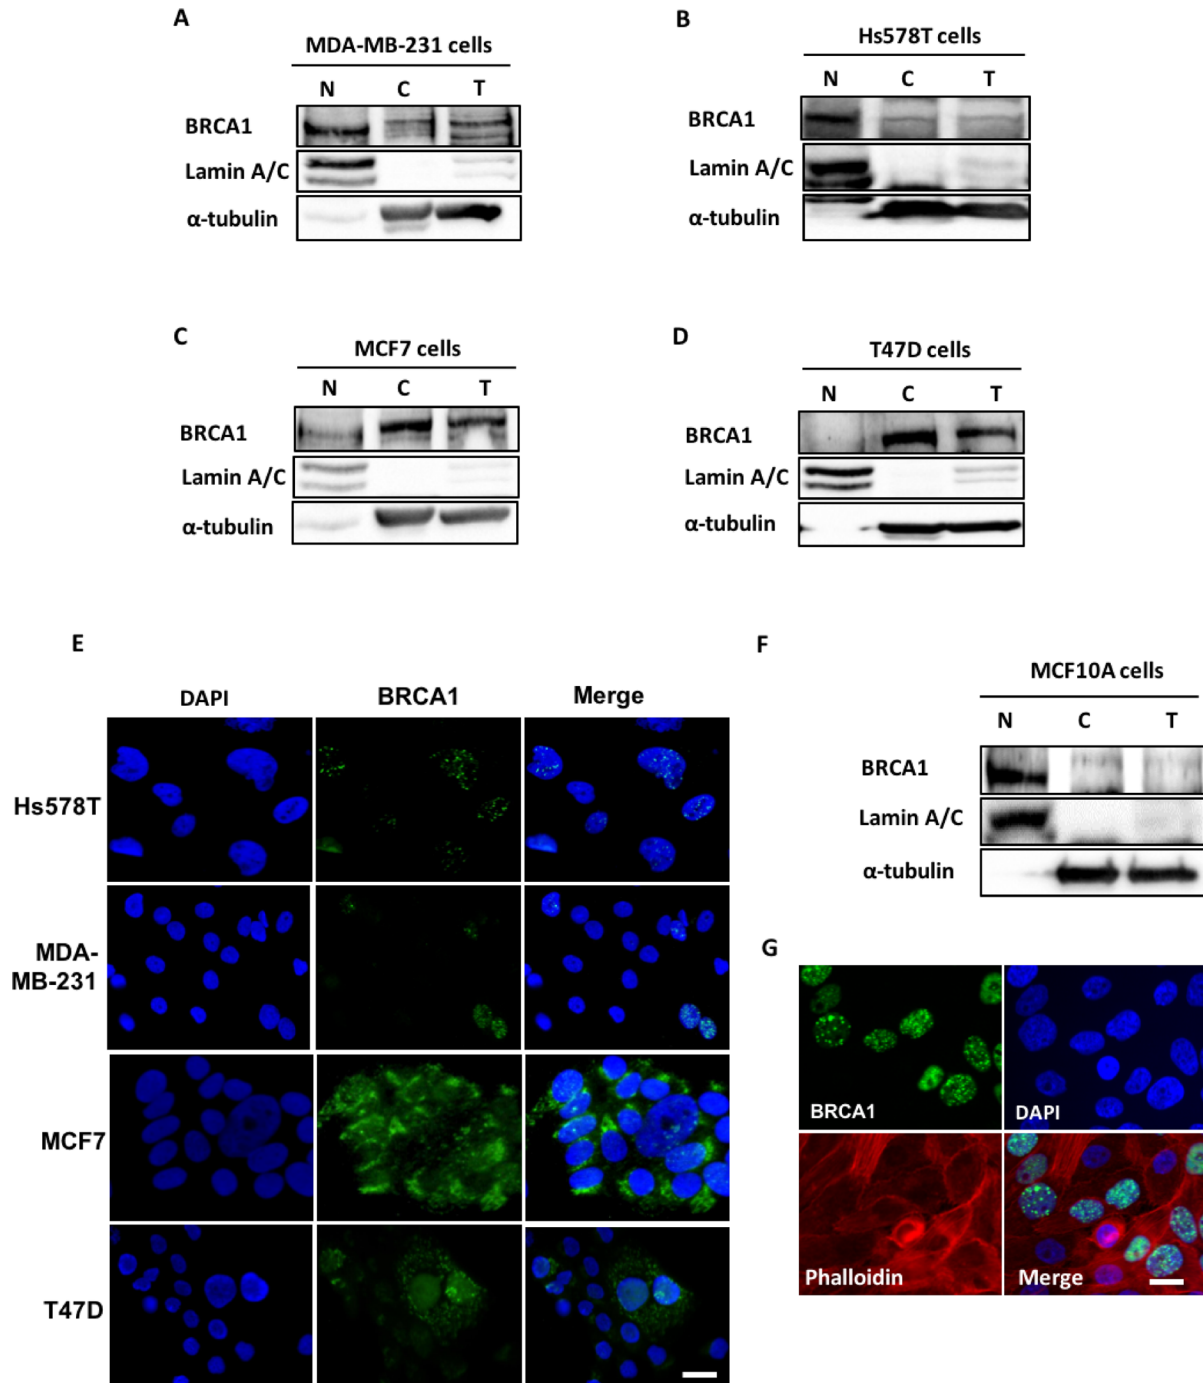 A
MDA-MB-231 cells
N C T
BRCA1
Lamin A/C
α-tubulin
B
Hs578T cells
N C T
BRCA1
Lamin A/C
α-tubulin
C
MCF7 cells
N C T
BRCA1
Lamin A/C
α-tubulin
D
T47D cells
N C T
BRCA1
Lamin A/C
α-tubulin
E
DAPI BRCA1 Merge
Hs578T
MDA-
MB-231
MCF7
T47D
F
MCF10A cells
N C T
BRCA1
Lamin A/C
α-tubulin
G
BRCA1 DAPI
Phalloidin Merge